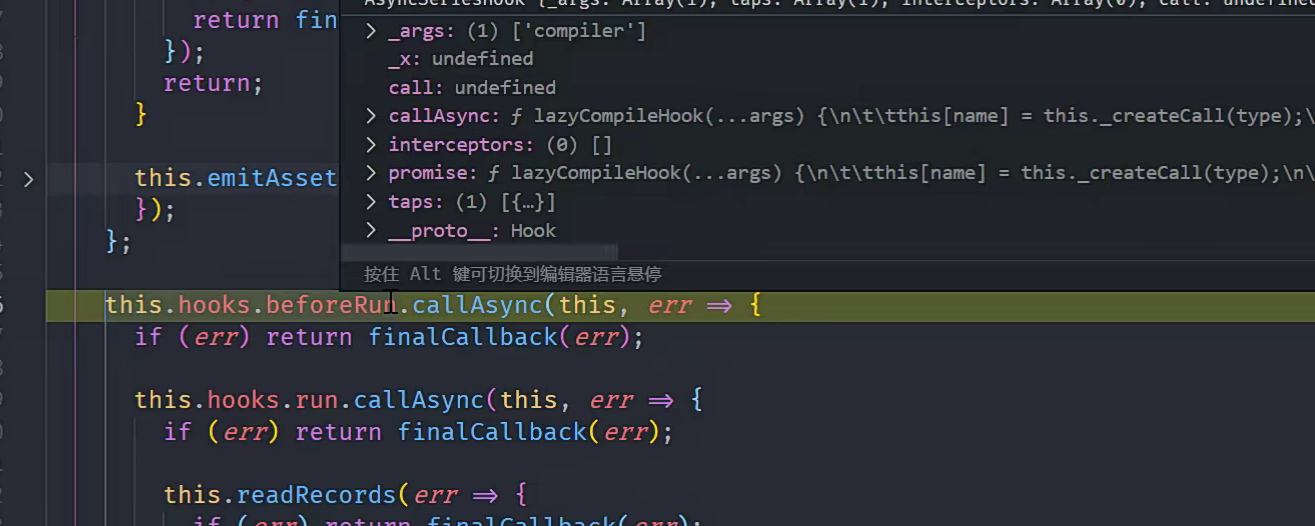 AsyncSeriesHook {_args: Array(1), taps: Array(1), interceptors: Array(0), call: undefined
return fin
_args: (1) ['compiler']
});
_x: undefined
return;
call: undefined
}
callAsync: ƒ lazyCompileHook(...args) {\n\t\tthis[name] = this._createCall(type);\
interceptors: (0) []
this.emitAsset
promise: ƒ lazyCompileHook(...args) {\n\t\tthis[name] = this._createCall(type);\n\
});
taps: (1) [{…}]
};
__proto__: Hook
按住 Alt 键可切换到编辑器语言悬停
this.hooks.beforeRun.callAsync(this, err => {
if (err) return finalCallback(err);
this.hooks.run.callAsync(this, err => {
if (err) return finalCallback(err);
this.readRecords(err => {
if (err) return finalCallback(err);